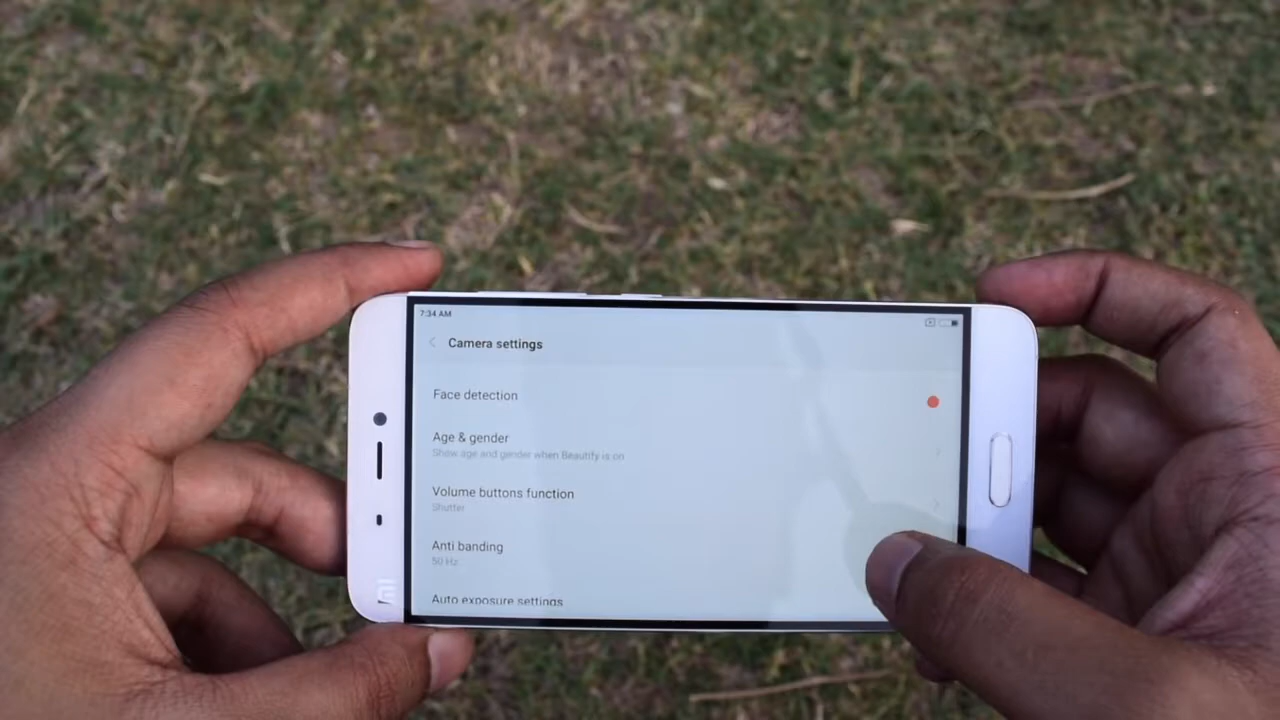 7:34 AM
Camera settings
Face detection
Age & gender
Show age and gender when Beautify is on
Volume buttons function
Shutter
Anti banding
50 Hz
Auto exposure settings
mi